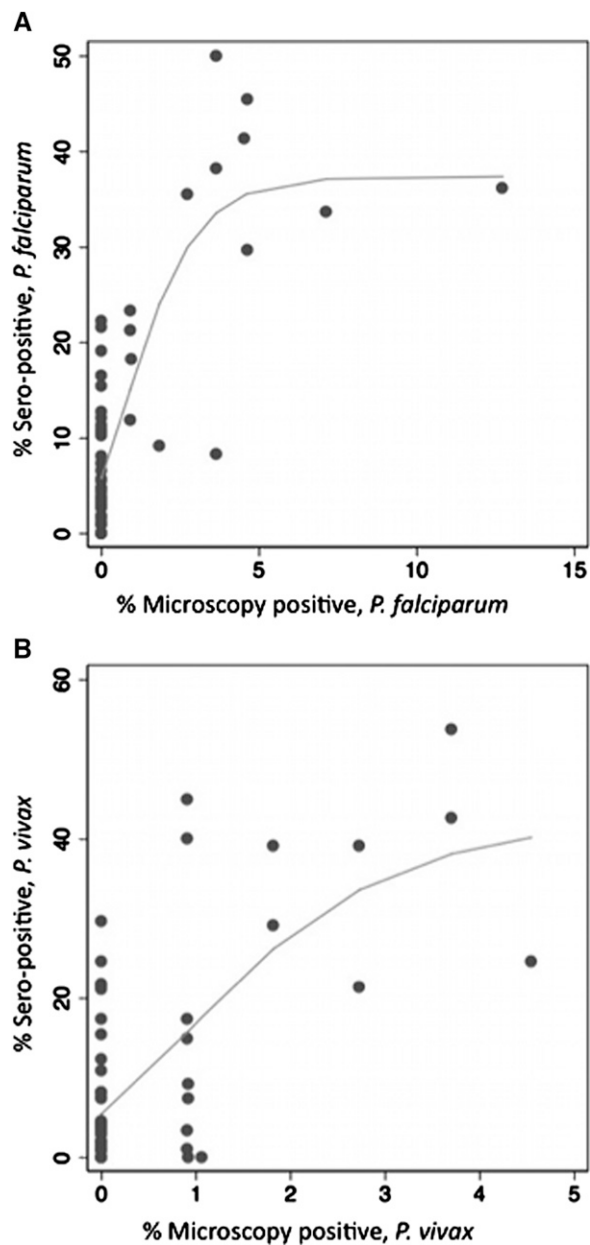 A
% Sero-positive, P. falciparum
50
40
30
20
10
0
0 5 10 15
% Microscopy positive, P. falciparum
B
% Sero-positive, P. vivax
60
40
20
0
0 1 2 3 4 5
% Microscopy positive, P. vivax